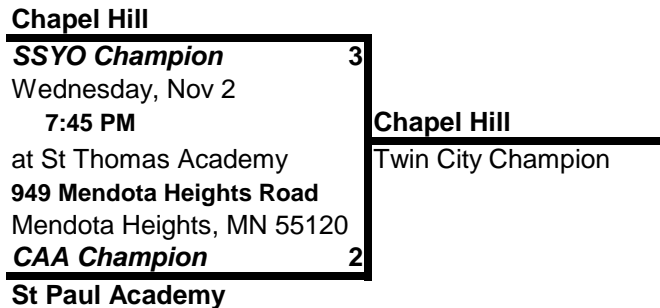 Chapel Hill
SSYO Champion 3
Wednesday, Nov 2
7:45 PM
Chapel Hill
at St Thomas Academy
Twin City Champion
949 Mendota Heights Road
Mendota Heights, MN 55120
CAA Champion 2
St Paul Academy